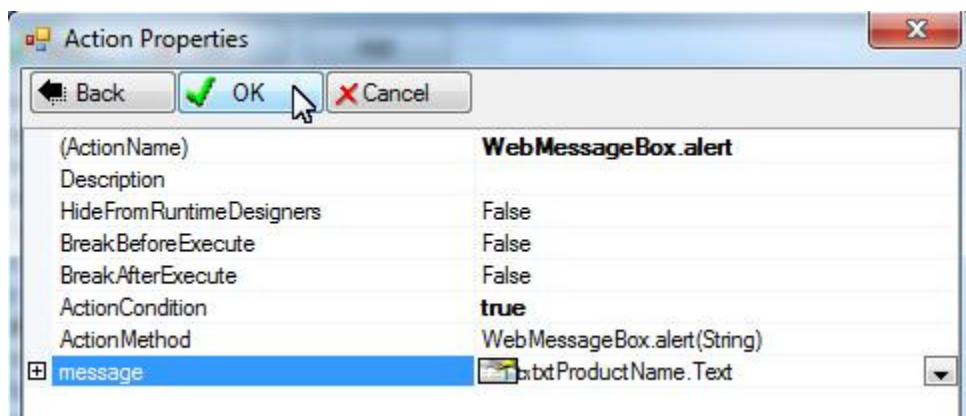 Action Properties
Back OK Cancel
(ActionName) WebMessageBox.alert
Description
HideFromRuntimeDesigners False
BreakBeforeExecute False
BreakAfterExecute False
ActionCondition true
ActionMethod WebMessageBox.alert(String)
message txtProductName.Text